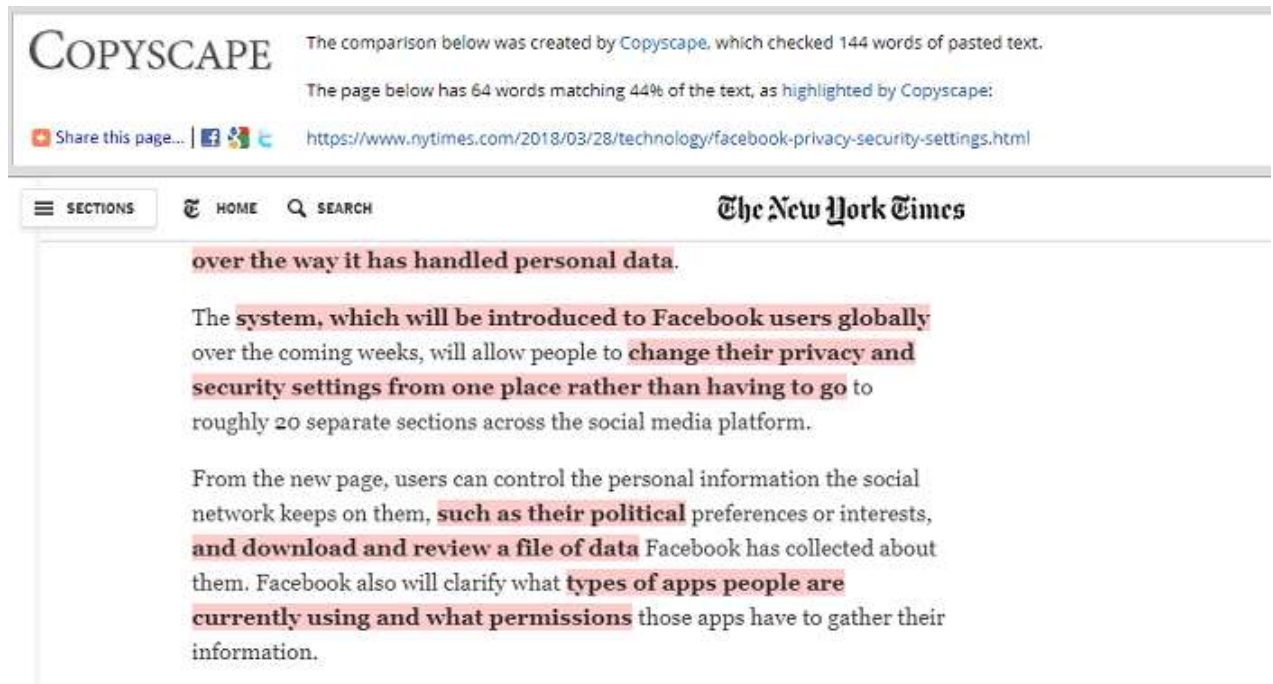 COPYSCAPE
The comparison below was created by Copyscape, which checked 144 words of pasted text.
The page below has 64 words matching 44% of the text, as highlighted by Copyscape:
Share this page... |
https://www.nytimes.com/2018/03/28/technology/facebook-privacy-security-settings.html
SECTIONS HOME SEARCH The New York Times
over the way it has handled personal data.
The system, which will be introduced to Facebook users globally
over the coming weeks, will allow people to change their privacy and
security settings from one place rather than having to go to
roughly 20 separate sections across the social media platform.
From the new page, users can control the personal information the social
network keeps on them, such as their political preferences or interests,
and download and review a file of data Facebook has collected about
them. Facebook also will clarify what types of apps people are
currently using and what permissions those apps have to gather their
information.